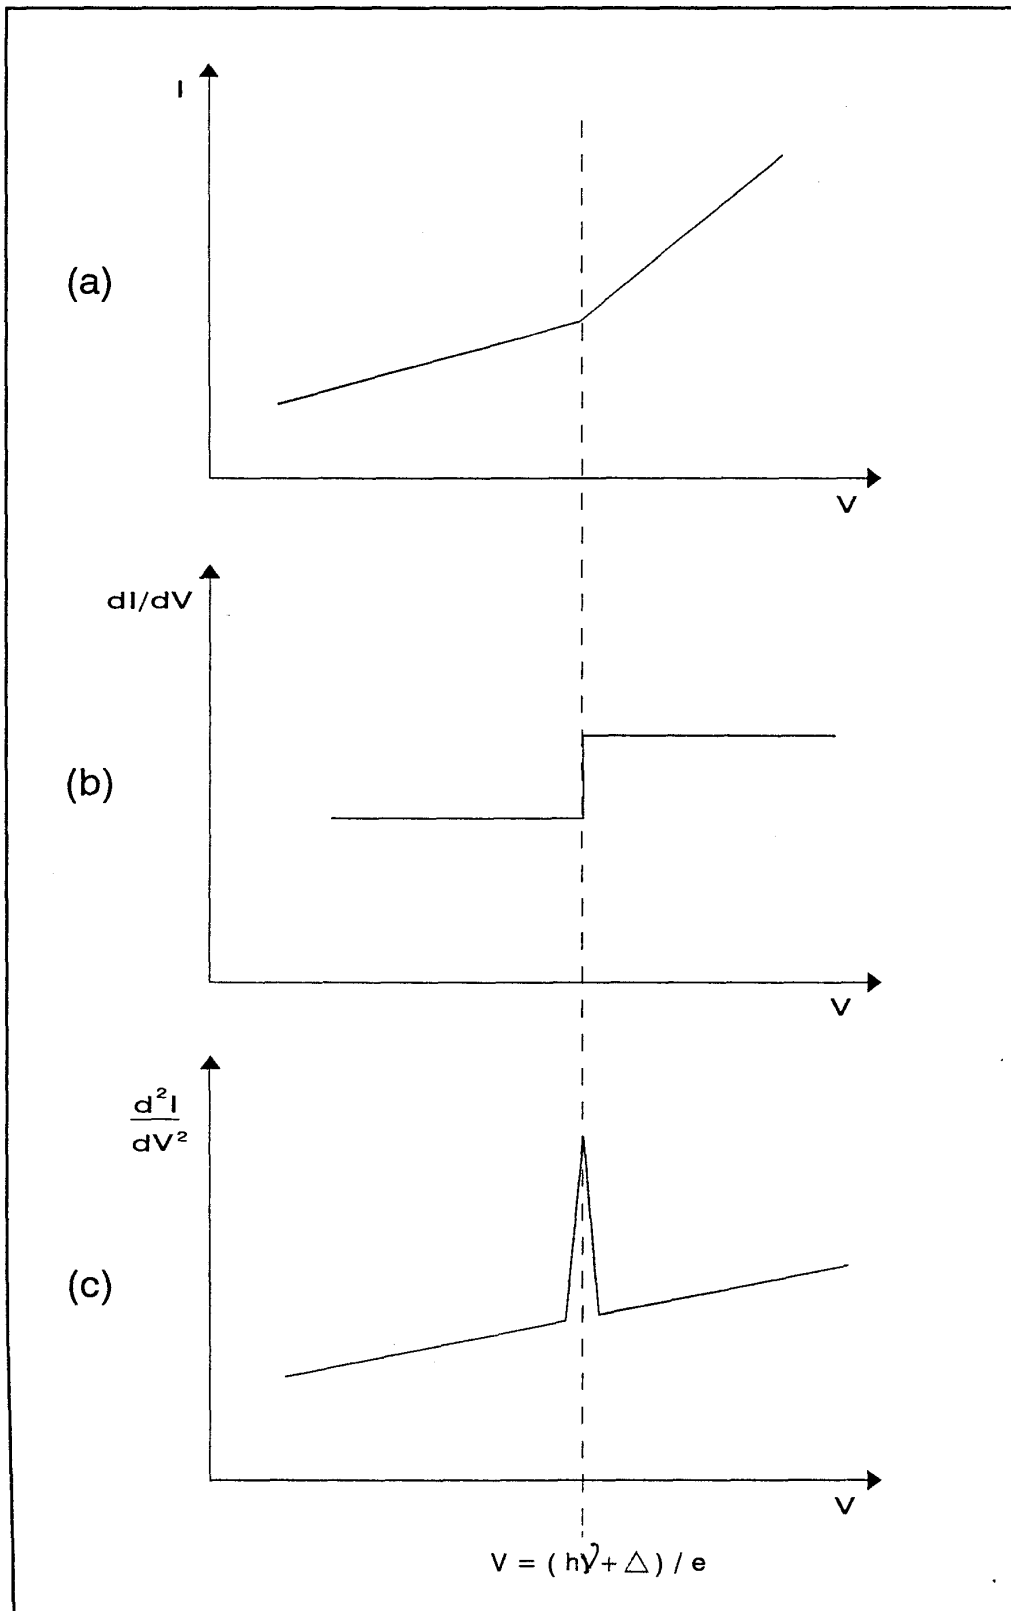 I
(a)
V
dI/dV
(b)
V
d²I
dV²
(c)
V
V = ( hν + △ ) / e